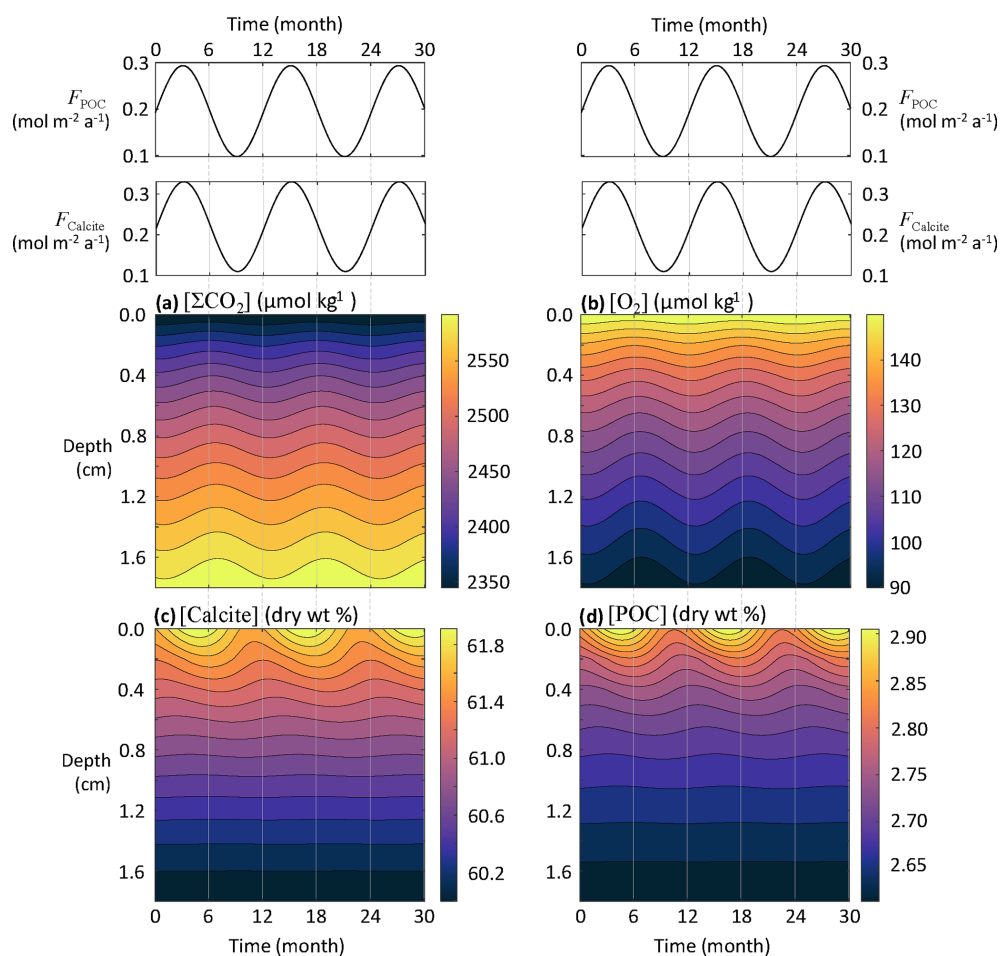 Time (month)
0 6 12 18 24 30
0.3
F_POC
0.2
(mol m⁻² a⁻¹)
0.1
0.3
F_Calcite
0.2
(mol m⁻² a⁻¹)
0.1
Time (month)
0 6 12 18 24 30
0.3
F_POC
0.2
(mol m⁻² a⁻¹)
0.1
0.3
F_Calcite
0.2
(mol m⁻² a⁻¹)
0.1
(a) [ΣCO₂] (μmol kg¹ )
0.0
0.4
0.8
1.2
1.6
Depth
(cm)
2550
2500
2450
2400
2350
(b) [O₂] (μmol kg¹ )
0.0
0.4
0.8
1.2
1.6
140
130
120
110
100
90
(c) [Calcite] (dry wt %)
0.0
0.4
0.8
1.2
1.6
Depth
(cm)
61.8
61.4
61.0
60.6
60.2
0 6 12 18 24 30
Time (month)
(d) [POC] (dry wt %)
0.0
0.4
0.8
1.2
1.6
2.90
2.85
2.80
2.75
2.70
2.65
0 6 12 18 24 30
Time (month)